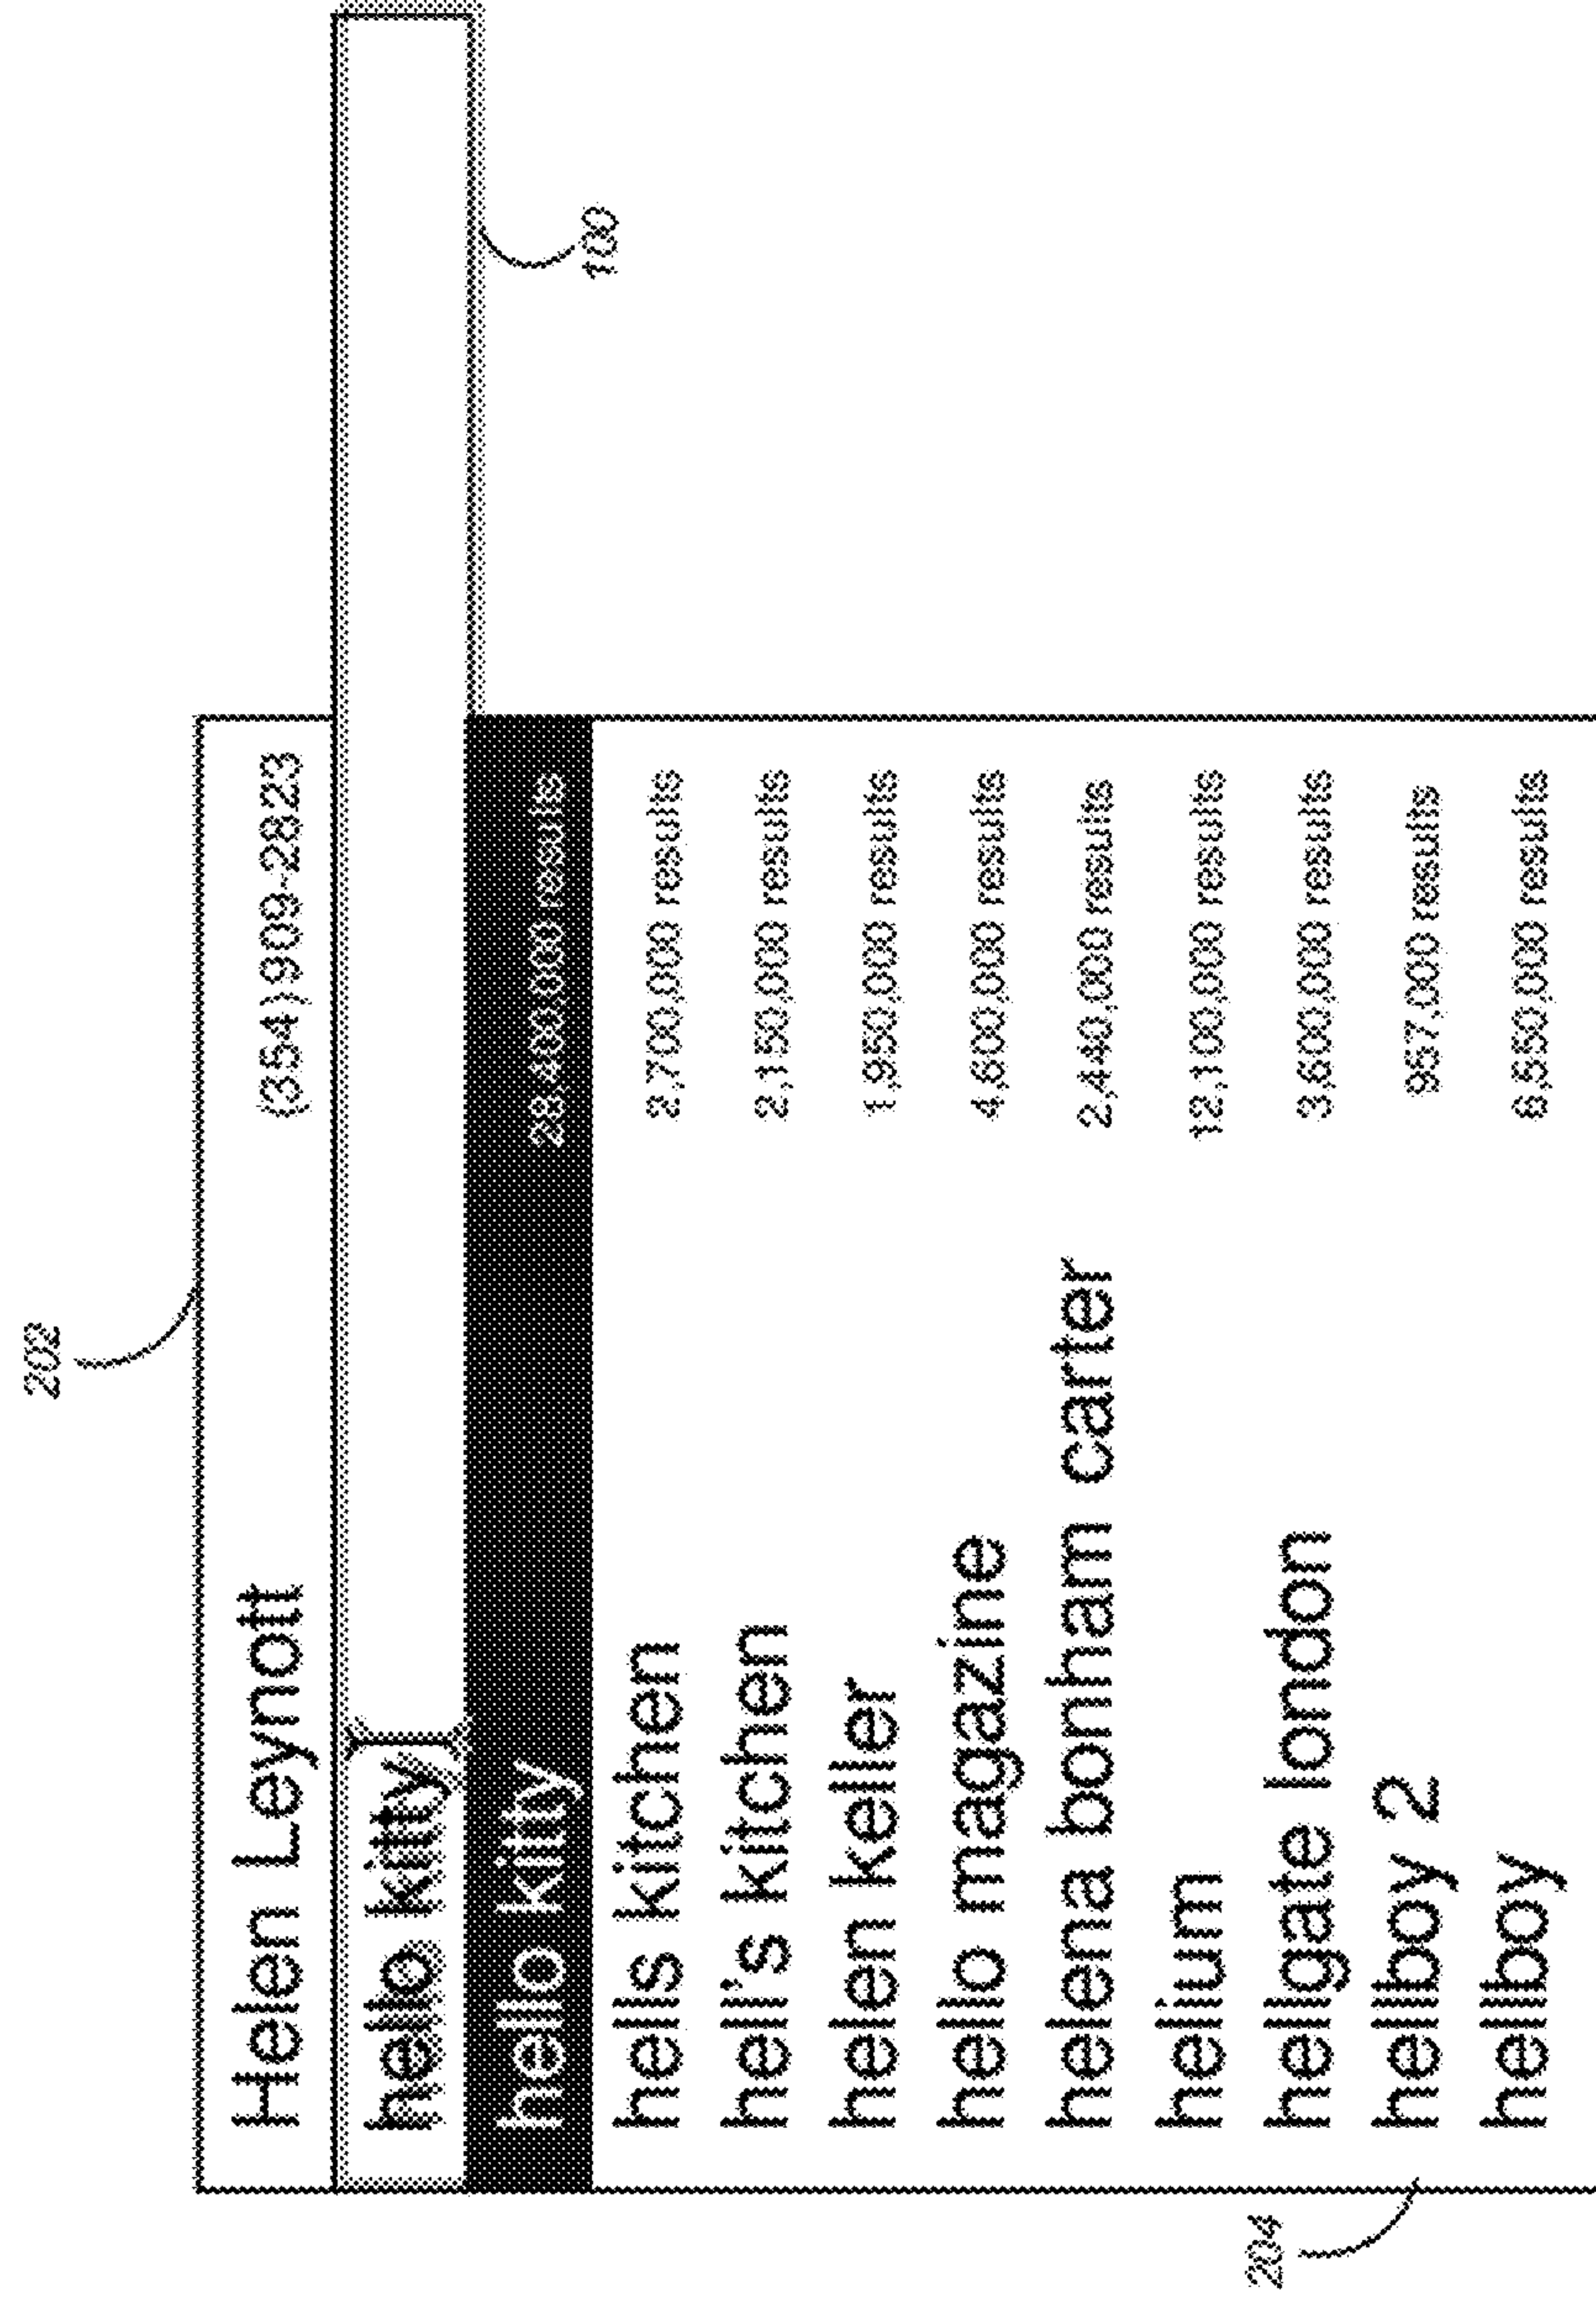 202
Helen Leynott (354) 909-2823
hello kitty
100
hello kitty 28,400,000 results
hells kitchen 2,700,000 results
hell's kitchen 2,150,000 results
helen keller 1,950,000 results
hello magazine 4,600,000 results
helena bonham carter 2,440,000 results
helium 12,100,000 results
hellgate london 3,600,000 results
hellboy 2 957,000 results
hellboy 6,550,000 results
204